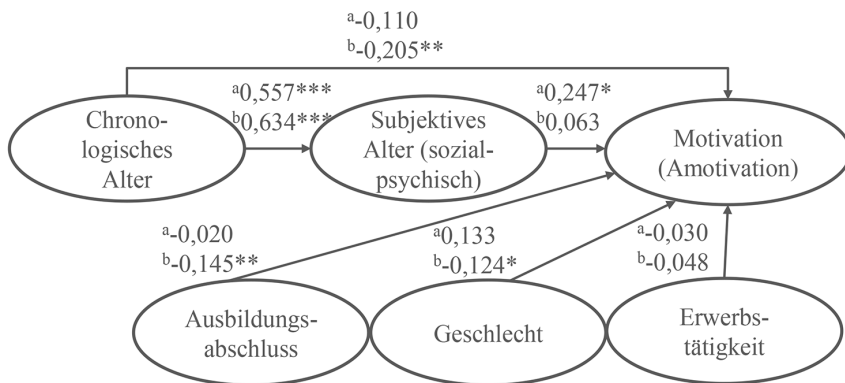 ᵃ-0,110
ᵇ-0,205**
ᵃ0,557***
ᵇ0,634***
ᵃ0,247*
ᵇ0,063
Chrono-
logisches
Alter
Subjektives
Alter (sozial-
psychisch)
Motivation
(Amotivation)
ᵃ-0,020
ᵇ-0,145**
ᵃ0,133
ᵇ-0,124*
ᵃ-0,030
ᵇ-0,048
Ausbildungs-
abschluss
Geschlecht
Erwerbs-
tätigkeit